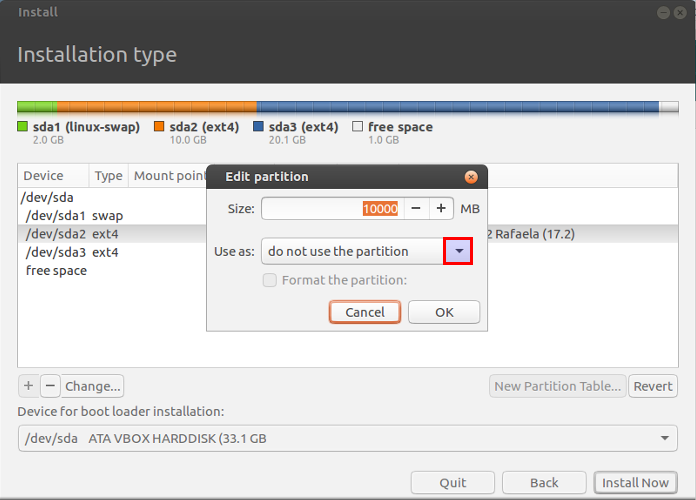 Install
Installation type
sda1 (linux-swap) sda2 (ext4) sda3 (ext4) free space
2.0 GB 10.0 GB 20.1 GB 1.0 GB
Device Type Mount point
/dev/sda
/dev/sda1 swap
/dev/sda2 ext4 2 Rafaela (17.2)
/dev/sda3 ext4
free space
Edit partition
Size: 10000 − + MB
Use as: do not use the partition
Format the partition:
Cancel OK
+ − Change... New Partition Table... Revert
Device for boot loader installation:
/dev/sda ATA VBOX HARDDISK (33.1 GB
Quit Back Install Now